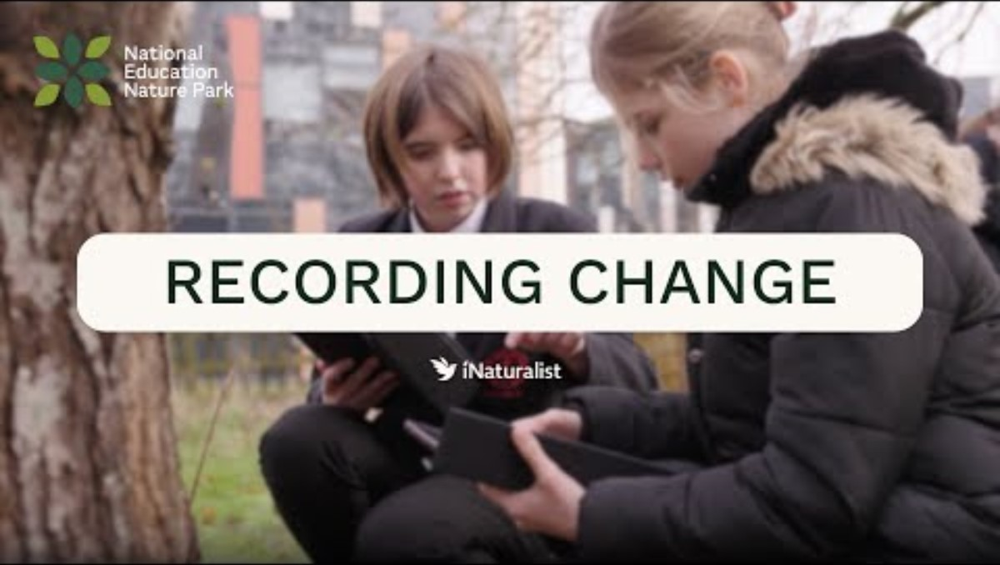 National
Education
Nature Park
RECORDING CHANGE
iNaturalist